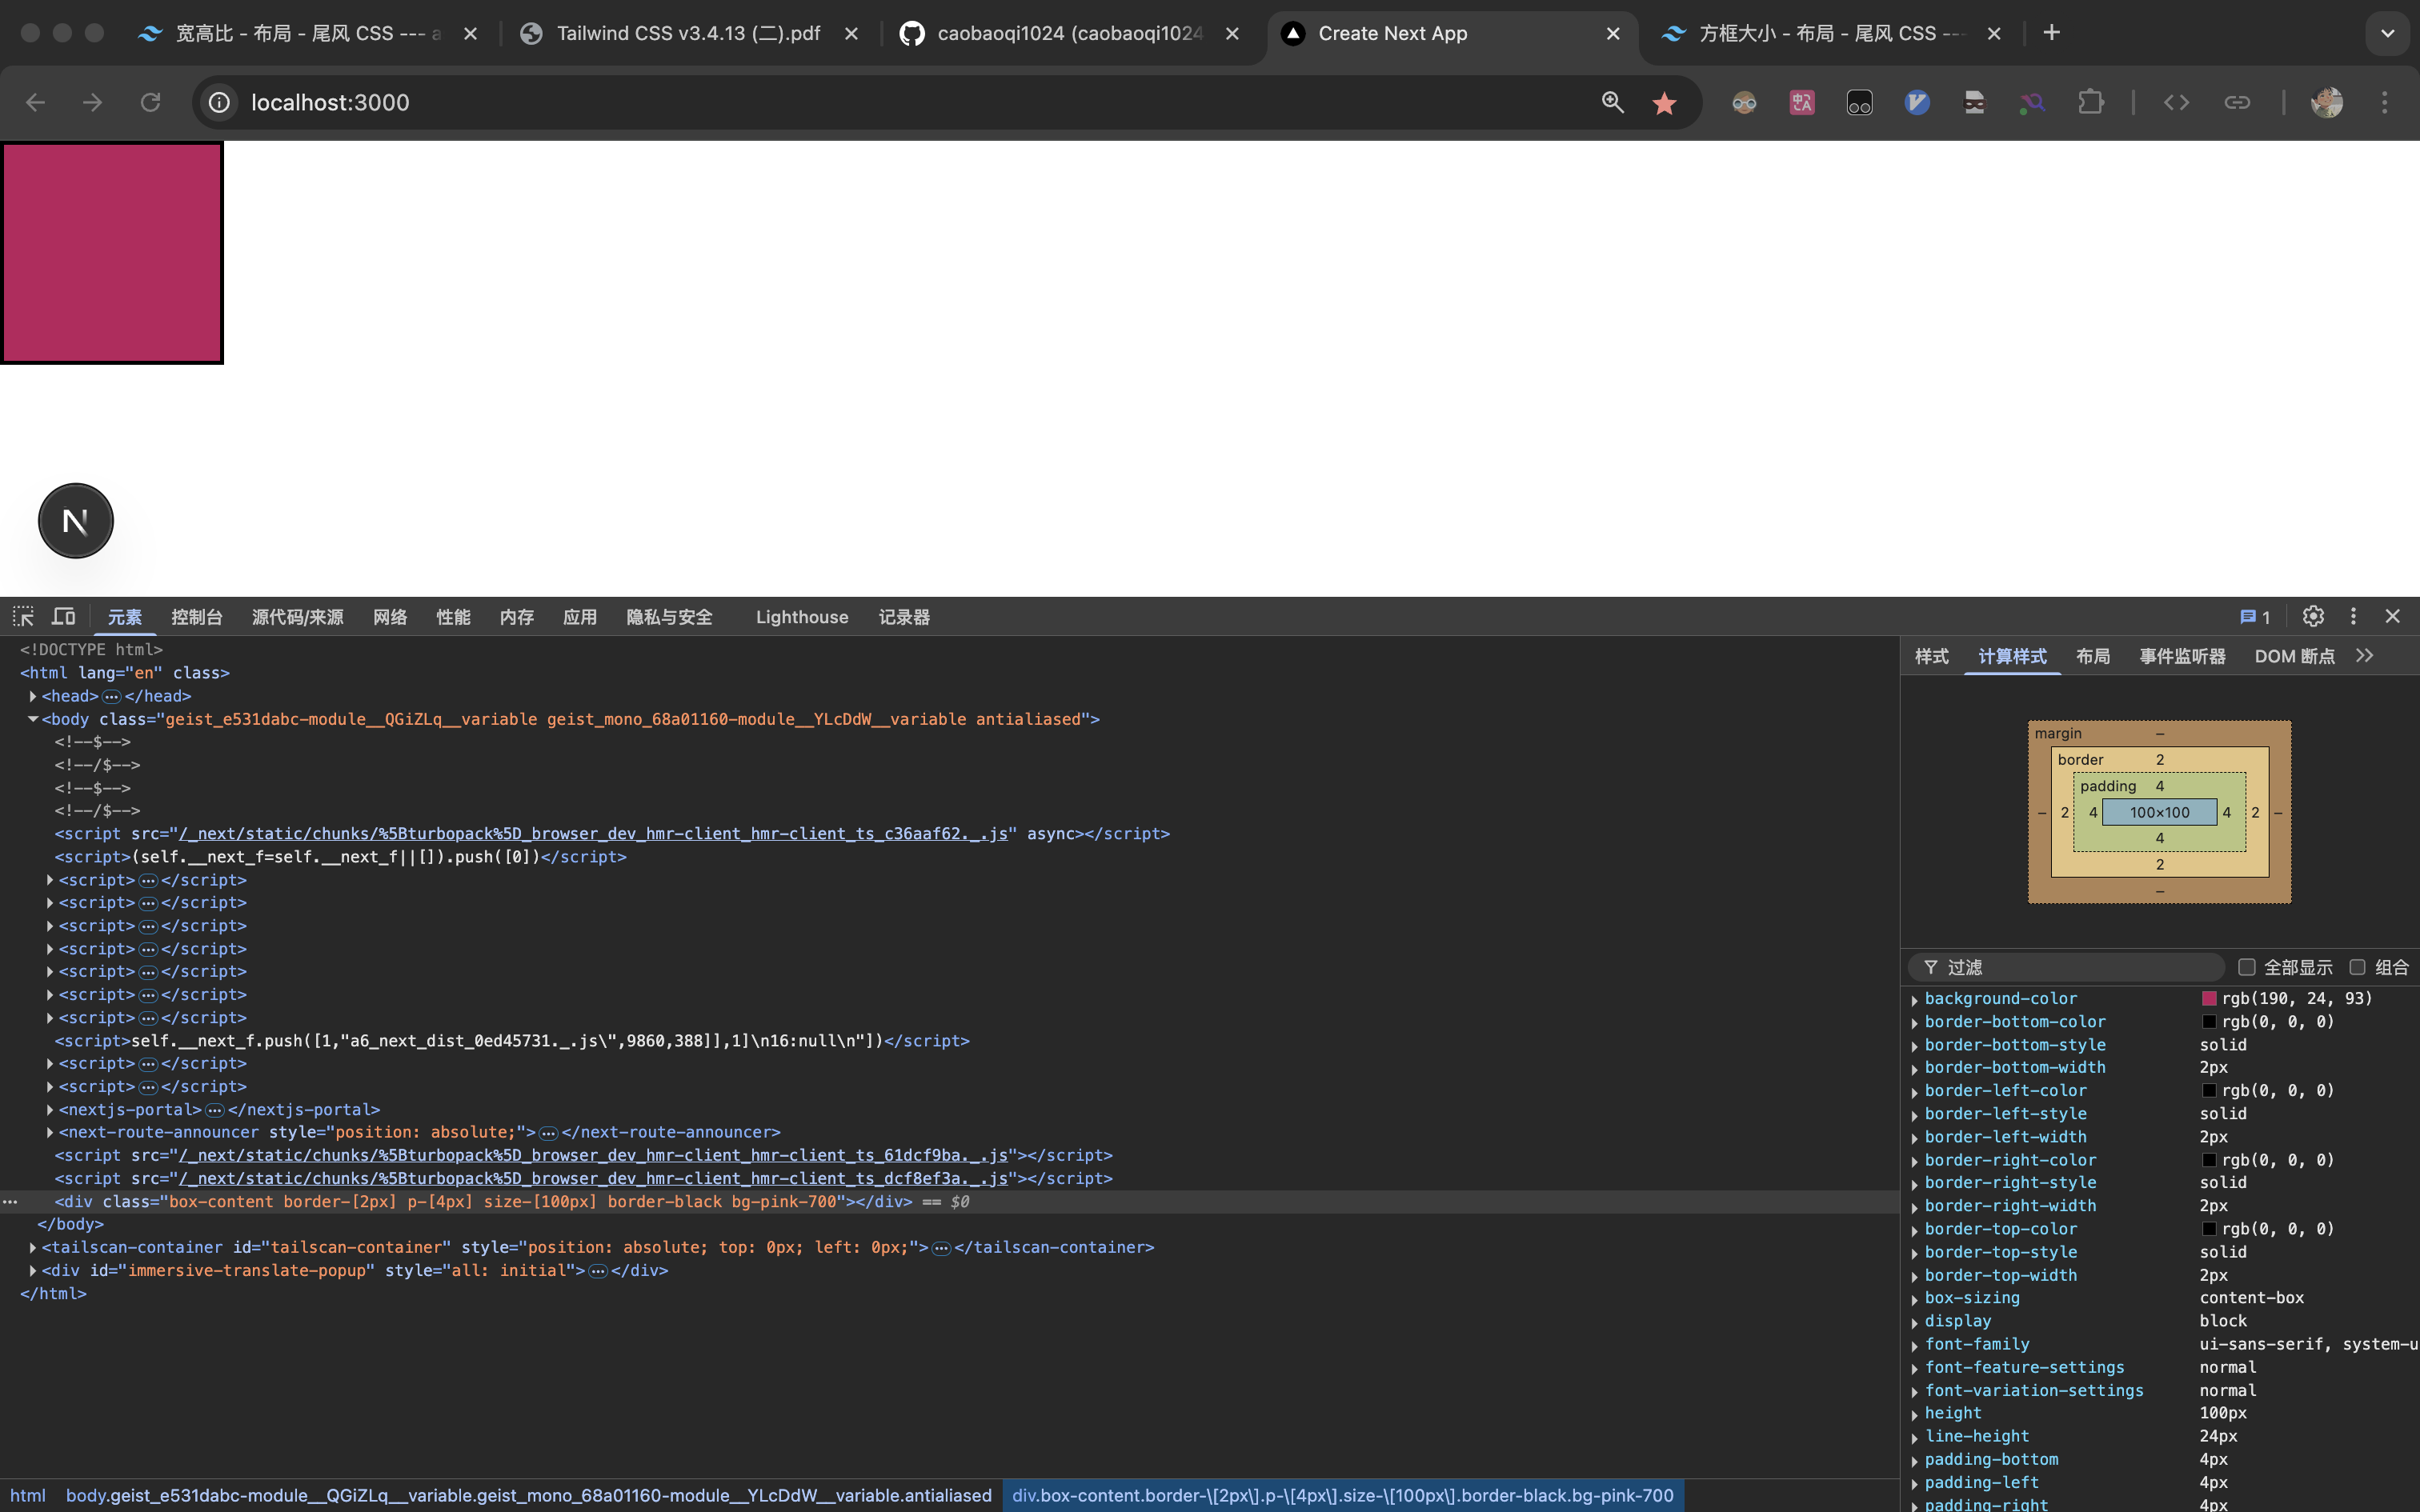 宽高比 - 布局 - 尾风 CSS --- a
Tailwind CSS v3.4.13 (二).pdf
caobaoqi1024 (caobaoqi1024
Create Next App
方框大小 - 布局 - 尾风 CSS ---
localhost:3000
N
元素 控制台 源代码/来源 网络 性能 内存 应用 隐私与安全 Lighthouse 记录器 1
<!DOCTYPE html>
<html lang="en" class>
<head>…</head>
<body class="geist_e531dabc-module__QGiZLq__variable geist_mono_68a01160-module__YLcDdW__variable antialiased">
<!--$-->
<!--/$-->
<!--$-->
<!--/$-->
<script src="/_next/static/chunks/%5Bturbopack%5D_browser_dev_hmr-client_hmr-client_ts_c36aaf62._.js" async></script>
<script>(self.__next_f=self.__next_f||[]).push([0])</script>
<script>…</script>
<script>…</script>
<script>…</script>
<script>…</script>
<script>…</script>
<script>…</script>
<script>…</script>
<script>self.__next_f.push([1,"a6_next_dist_0ed45731._.js\",9860,388]],1]\n16:null\n"])</script>
<script>…</script>
<script>…</script>
<nextjs-portal>…</nextjs-portal>
<next-route-announcer style="position: absolute;">…</next-route-announcer>
<script src="/_next/static/chunks/%5Bturbopack%5D_browser_dev_hmr-client_hmr-client_ts_61dcf9ba._.js"></script>
<script src="/_next/static/chunks/%5Bturbopack%5D_browser_dev_hmr-client_hmr-client_ts_dcf8ef3a._.js"></script>
<div class="box-content border-[2px] p-[4px] size-[100px] border-black bg-pink-700"></div> == $0
</body>
<tailscan-container id="tailscan-container" style="position: absolute; top: 0px; left: 0px;">…</tailscan-container>
<div id="immersive-translate-popup" style="all: initial">…</div>
</html>
html body.geist_e531dabc-module__QGiZLq__variable.geist_mono_68a01160-module__YLcDdW__variable.antialiased div.box-content.border-\[2px\].p-\[4px\].size-\[100px\].border-black.bg-pink-700
样式 计算样式 布局 事件监听器 DOM 断点
margin –
border 2
padding 4
– 2 4 100×100 4 2 –
4
2
–
过滤 全部显示 组合
background-color rgb(190, 24, 93)
border-bottom-color rgb(0, 0, 0)
border-bottom-style solid
border-bottom-width 2px
border-left-color rgb(0, 0, 0)
border-left-style solid
border-left-width 2px
border-right-color rgb(0, 0, 0)
border-right-style solid
border-right-width 2px
border-top-color rgb(0, 0, 0)
border-top-style solid
border-top-width 2px
box-sizing content-box
display block
font-family ui-sans-serif, system-u
font-feature-settings normal
font-variation-settings normal
height 100px
line-height 24px
padding-bottom 4px
padding-left 4px
padding-right 4px